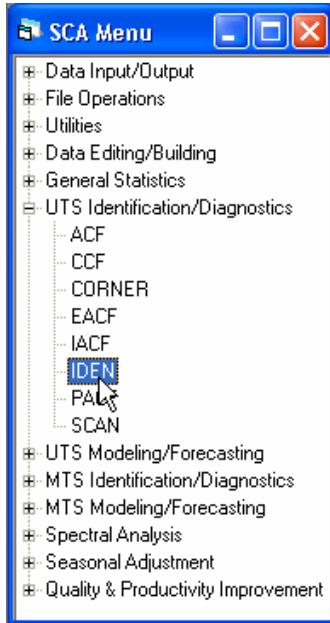 SCA Menu
Data Input/Output
File Operations
Utilities
Data Editing/Building
General Statistics
UTS Identification/Diagnostics
ACF
CCF
CORNER
EACF
IACF
IDEN
SCAN
UTS Modeling/Forecasting
MTS Identification/Diagnostics
MTS Modeling/Forecasting
Spectral Analysis
Seasonal Adjustment
Quality & Productivity Improvement